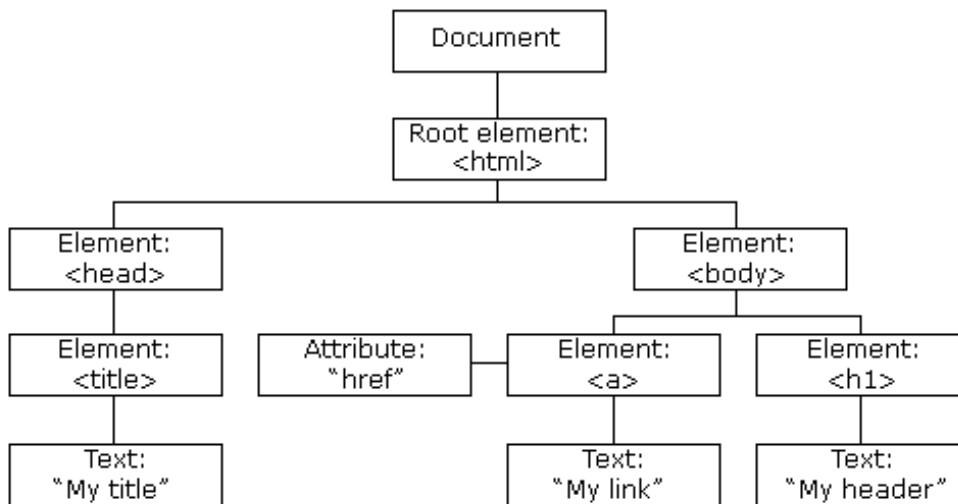 Document
Root element:
<html>
Element:
<head>
Element:
<body>
Element:
<title>
Attribute:
“href”
Element:
<a>
Element:
<h1>
Text:
“My title”
Text:
“My link”
Text:
“My header”